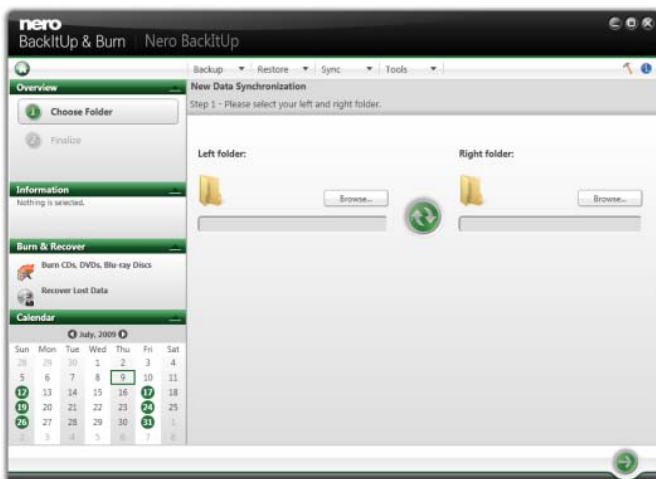 nero
BackItUp & Burn | Nero BackItUp
Backup Restore Sync Tools
Overview
1 Choose Folder
2 Finalize
Information
Nothing is selected.
Burn & Recover
Burn CDs, DVDs, Blu-ray Discs
Recover Lost Data
Calendar
July, 2009
Sun Mon Tue Wed Thu Fri Sat
28 29 30 1 2 3 4
5 6 7 8 9 10 11
12 13 14 15 16 17 18
19 20 21 22 23 24 25
26 27 28 29 30 31 1
2 3 4 5 6 7 8
New Data Synchronization
Step 1 - Please select your left and right folder.
Left folder:
Browse...
Right folder:
Browse...